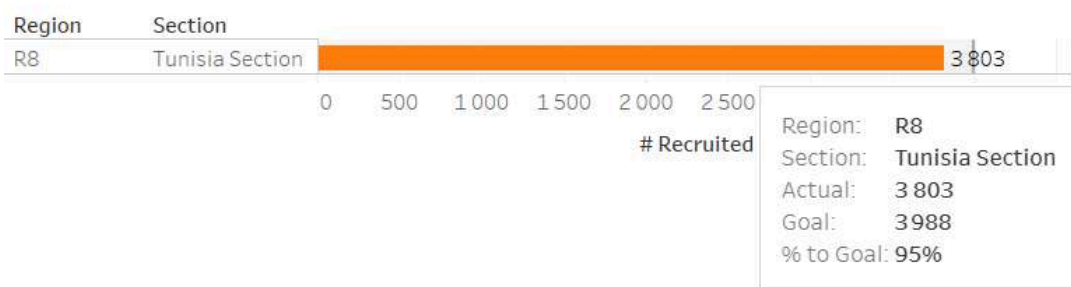 Region Section
R8 Tunisia Section 3 803
0 500 1 000 1 500 2 000 2 500
# Recruited
Region: R8
Section: Tunisia Section
Actual: 3 803
Goal: 3 988
% to Goal: 95%